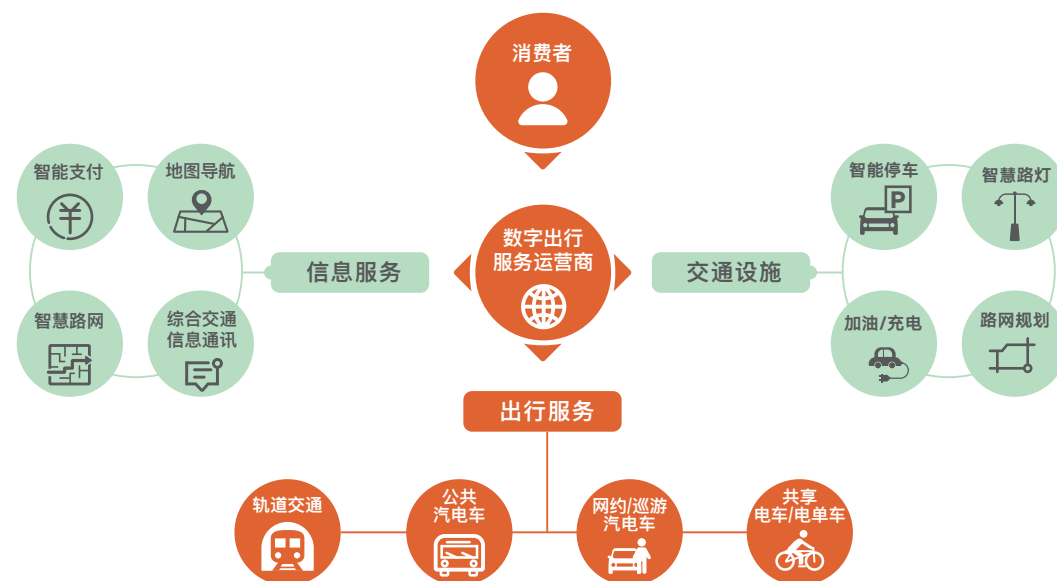 消费者
智能支付
地图导航
智能停车
智慧路灯
P
数字出行
服务运营商
信息服务
交通设施
智慧路网
综合交通
信息通讯
加油/充电
路网规划
出行服务
轨道交通
公共
汽电车
网约/巡游
汽电车
共享
电车/电单车